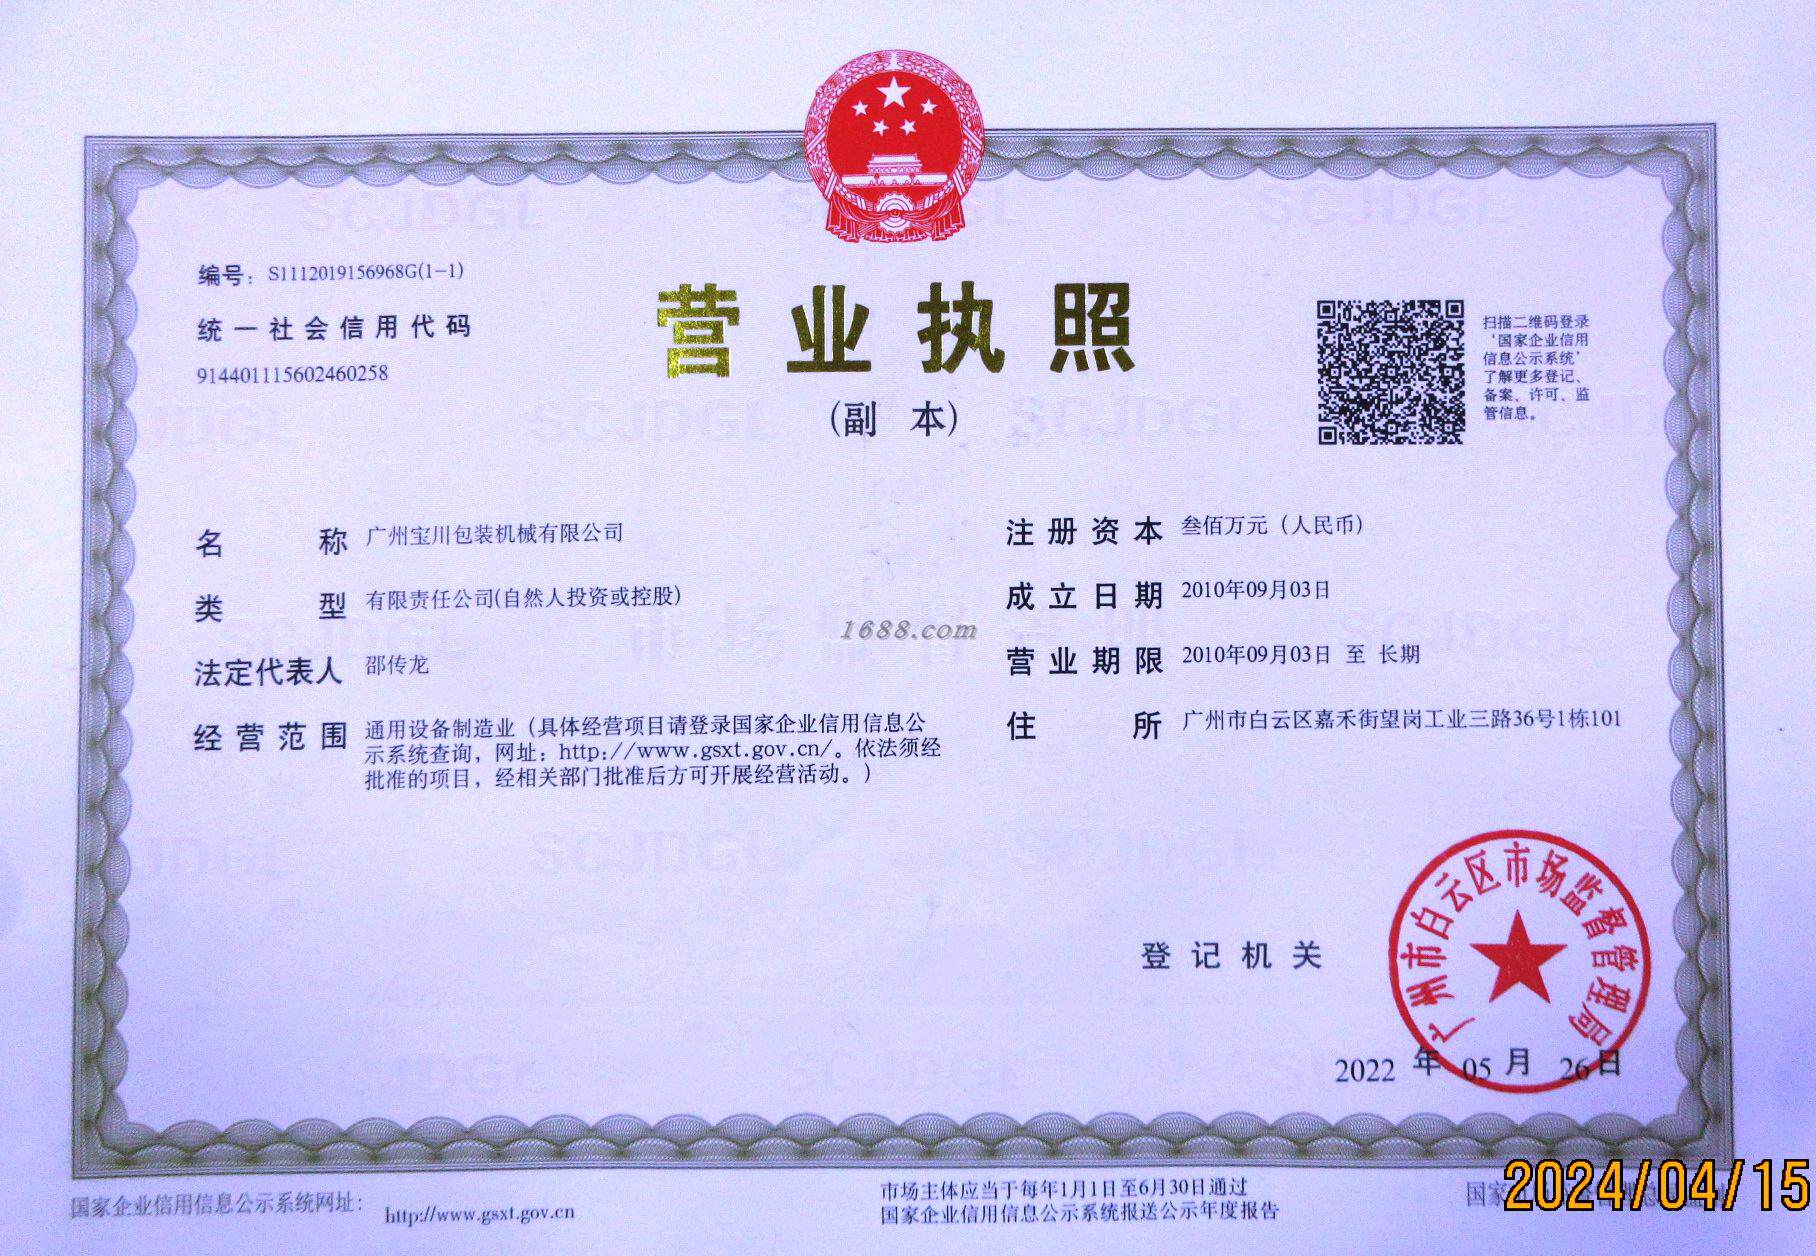 编号：S1112019156968G(1-1)
统一社会信用代码
914401115602460258
营业执照
(副 本)
扫描二维码登录
‘国家企业信用
信息公示系统’
了解更多登记、
备案、许可、监
管信息。
名 称 广州宝川包装机械有限公司
类 型 有限责任公司(自然人投资或控股)
法定代表人 邵传龙
经营范围 通用设备制造业（具体经营项目请登录国家企业信用信息公
示系统查询，网址：http://www.gsxt.gov.cn/。依法须经
批准的项目，经相关部门批准后方可开展经营活动。）
注册资本 叁佰万元（人民币）
成立日期 2010年09月03日
营业期限 2010年09月03日 至 长期
住 所 广州市白云区嘉禾街望岗工业三路36号1栋101
1688.com
登记机关
广州市白云区市场监督管理局
2022 年 05 月 26 日
国家企业信用信息公示系统网址：
http://www.gsxt.gov.cn
市场主体应当于每年1月1日至6月30日通过
国家企业信用信息公示系统报送公示年度报告
国家
2024/04/15
SCJDGL